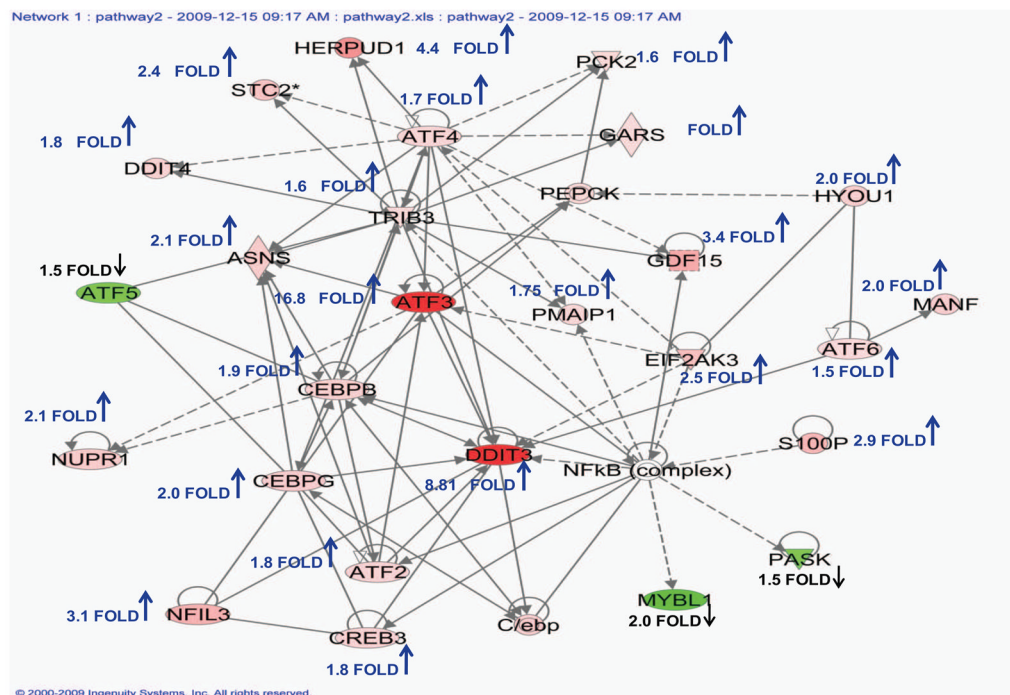 Network 1 : pathway2 - 2009-12-15 09:17 AM : pathway2.xls : pathway2 - 2009-12-15 09:17 AM
HERPUD1 4.4 FOLD
PCK2 1.6 FOLD
2.4 FOLD
STC2*
1.7 FOLD
ATF4
GARS FOLD
1.8 FOLD
DDIT4
1.6 FOLD
PEPCK
2.0 FOLD
HYOU1
TRIB3
2.1 FOLD
ASNS
3.4 FOLD
GDF15
1.5 FOLD
ATF5
16.8 FOLD
ATF3
1.75 FOLD
PMAIP1
2.0 FOLD
MANF
EIF2AK3
2.5 FOLD
ATF6
1.5 FOLD
1.9 FOLD
CEBPB
2.1 FOLD
NUPR1
S100P 2.9 FOLD
DDIT3
8.81 FOLD
NFkB (complex)
CEBPG
2.0 FOLD
1.8 FOLD
ATF2
PASK
1.5 FOLD
MYBL1
2.0 FOLD
3.1 FOLD
NFIL3
CREB3
1.8 FOLD
C/ebp
© 2000-2009 Ingenuity Systems, Inc. All rights reserved.